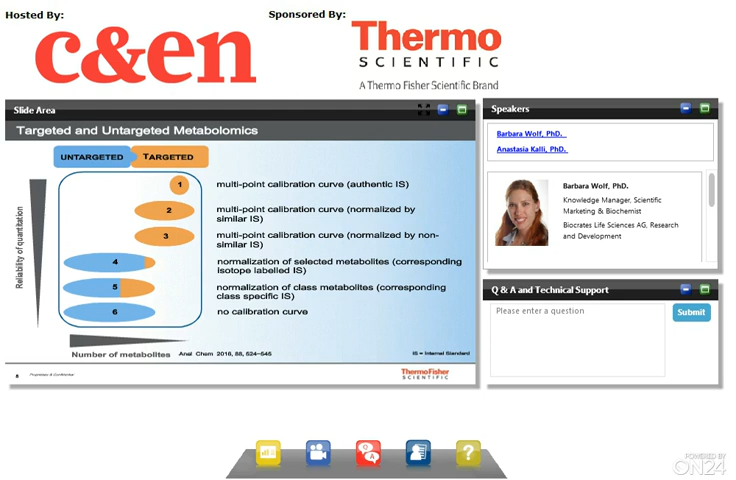 Hosted By:
Sponsored By:
c&en
Thermo
SCIENTIFIC
A Thermo Fisher Scientific Brand
Slide Area
Targeted and Untargeted Metabolomics
UNTARGETED
TARGETED
Reliability of quantitation
1
multi-point calibration curve (authentic IS)
2
multi-point calibration curve (normalized by
similar IS)
3
multi-point calibration curve (normalized by non-
similar IS)
4
normalization of selected metabolites (corresponding
isotope labelled IS)
5
normalization of class metabolites (corresponding
class specific IS)
6
no calibration curve
Number of metabolites
Anal Chem 2016, 88, 524–545
IS = Internal Standard
8
Proprietary & Confidential
ThermoFisher
SCIENTIFIC
Speakers
Barbara Wolf, PhD.
Anastasia Kalli, PhD.
Barbara Wolf, PhD.
Knowledge Manager, Scientific
Marketing & Biochemist
Biocrates Life Sciences AG, Research
and Development
Q & A and Technical Support
Please enter a question
Submit
Q
A
?
POWERED BY
ON24